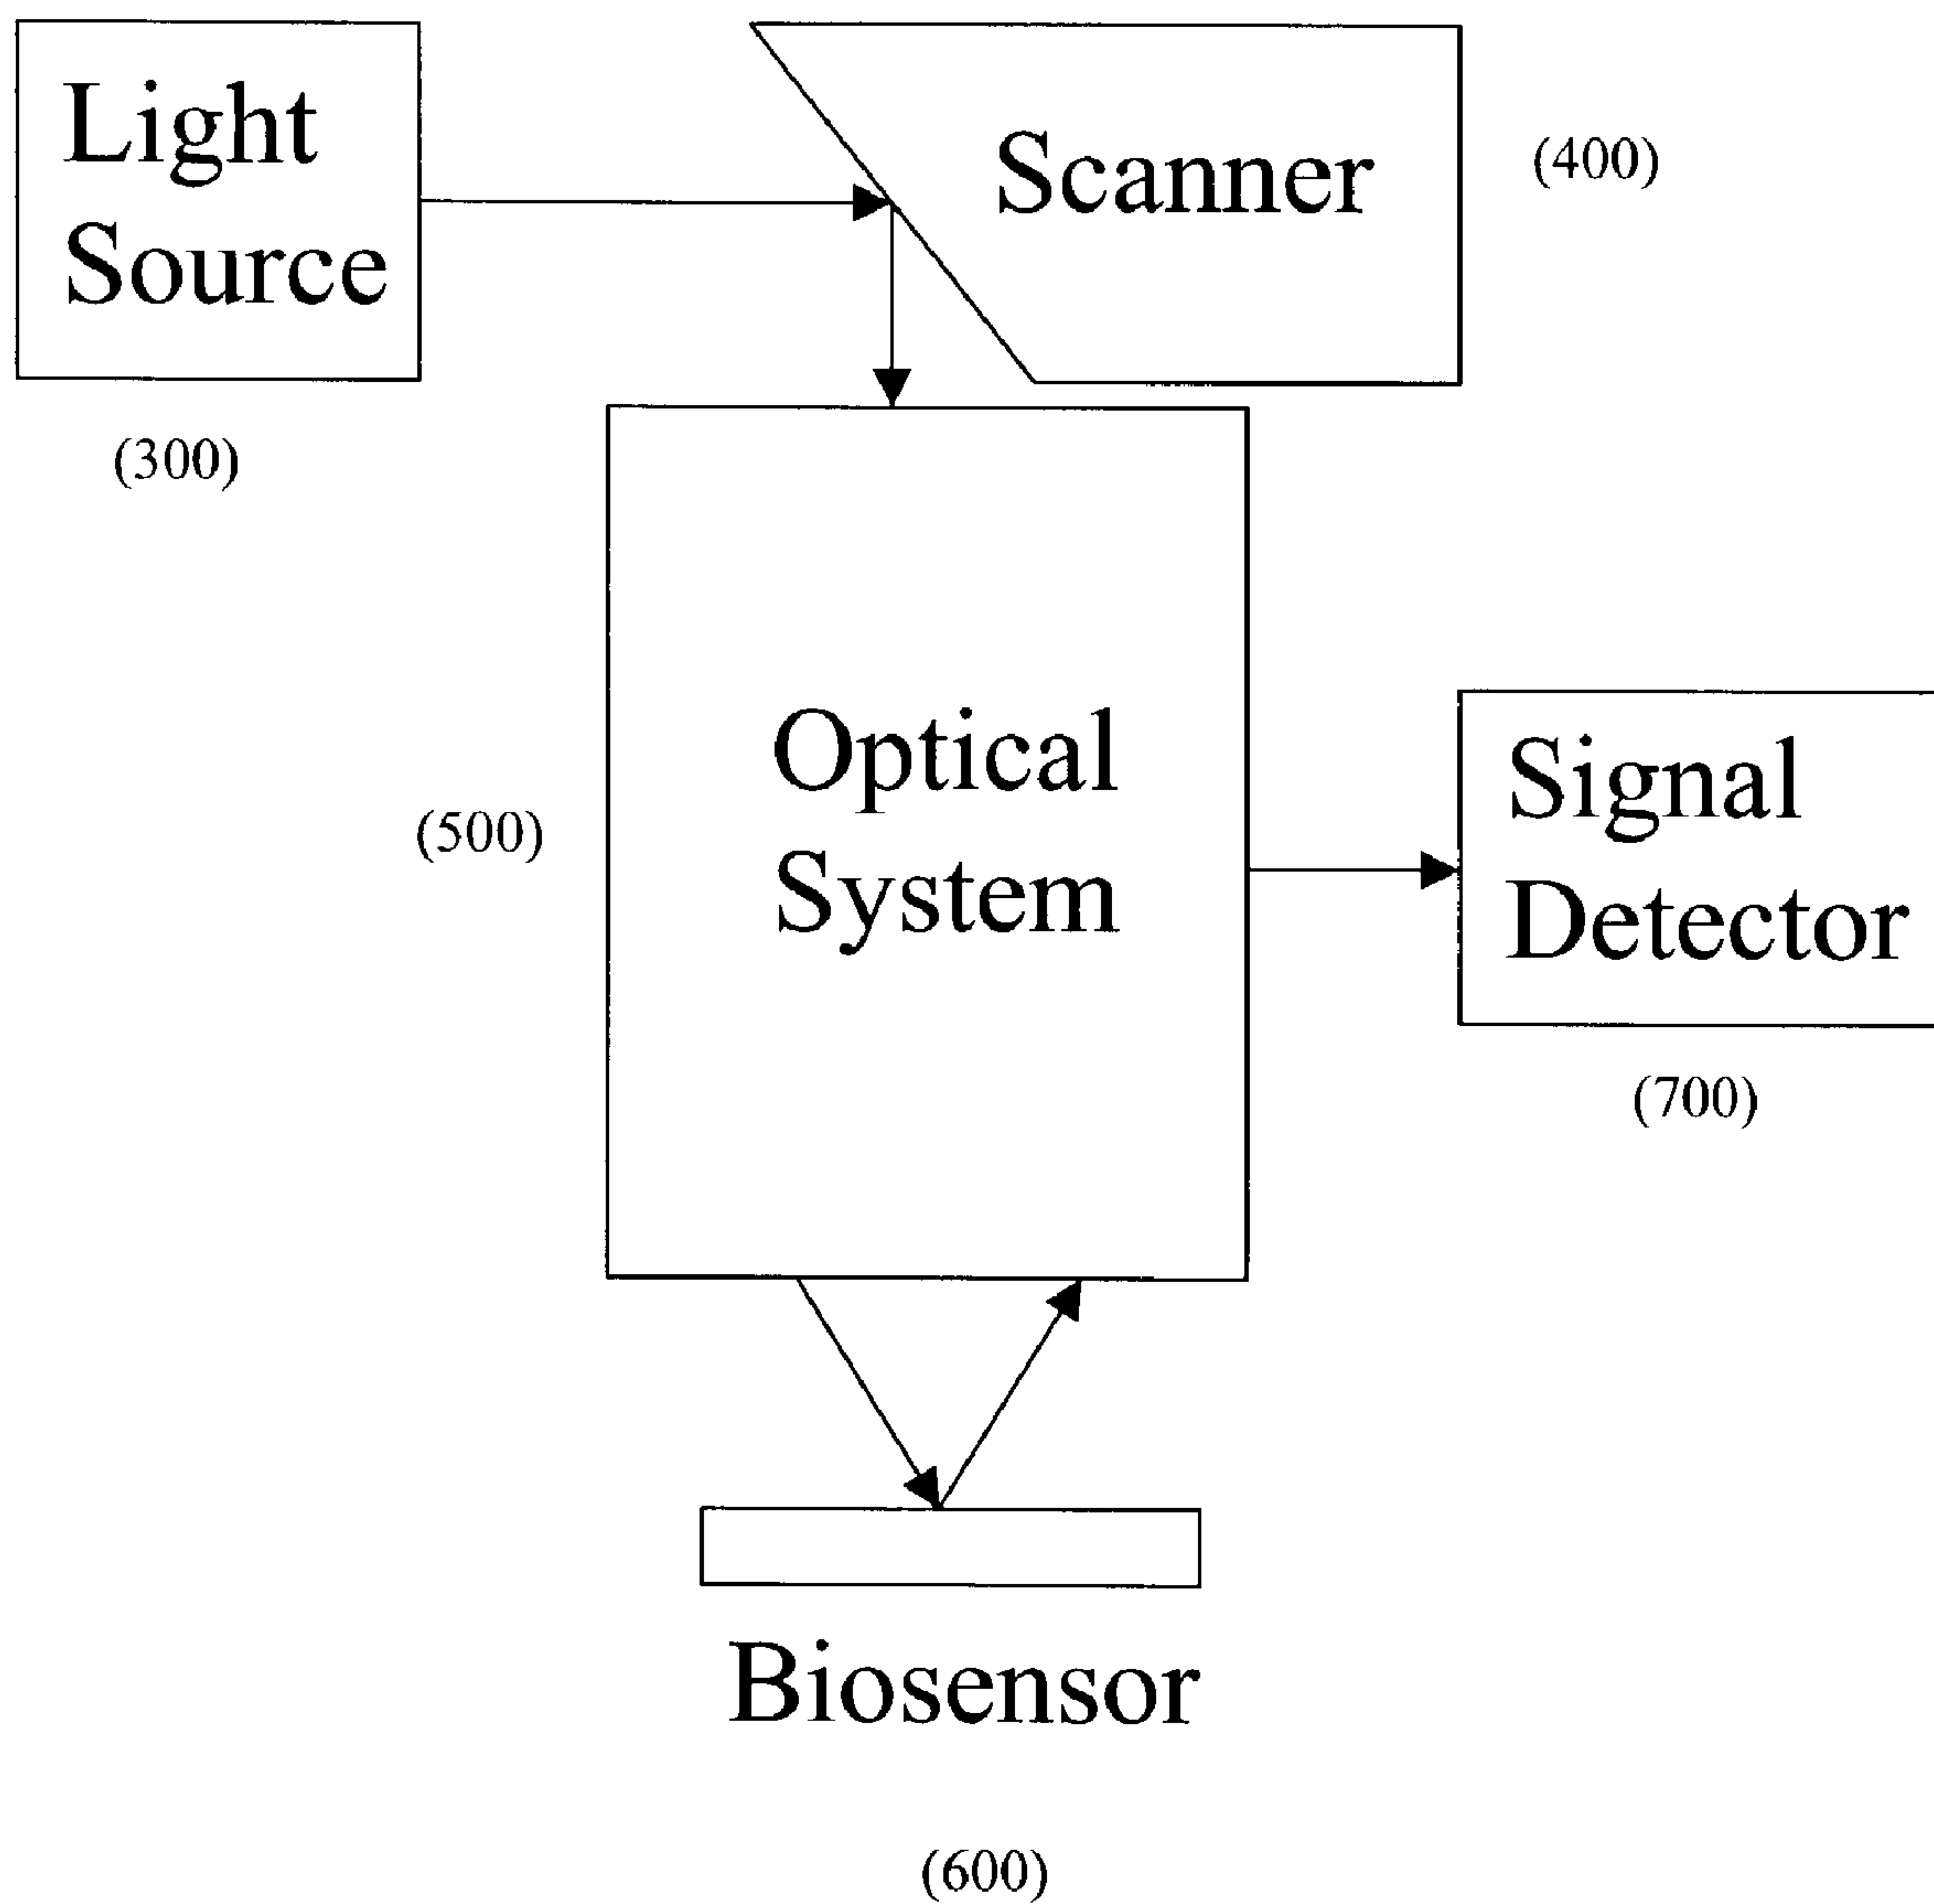 Light
Source
(300)
Scanner
(400)
Optical
System
(500)
Signal
Detector
(700)
Biosensor
(600)